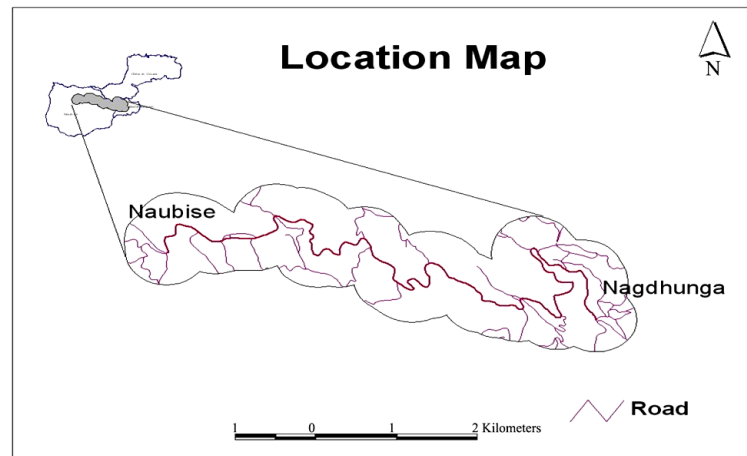 Location Map
N
Naubise
Nagdhunga
Road
1 0 1 2 Kilometers